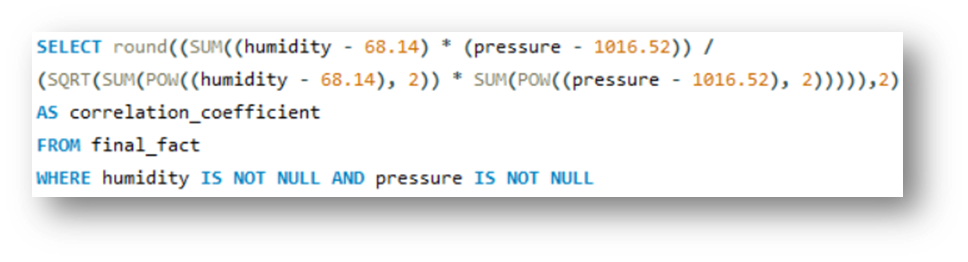 SELECT round((SUM((humidity - 68.14) * (pressure - 1016.52)) /
(SQRT(SUM(POW((humidity - 68.14), 2)) * SUM(POW((pressure - 1016.52), 2))))),2)
AS correlation_coefficient
FROM final_fact
WHERE humidity IS NOT NULL AND pressure IS NOT NULL